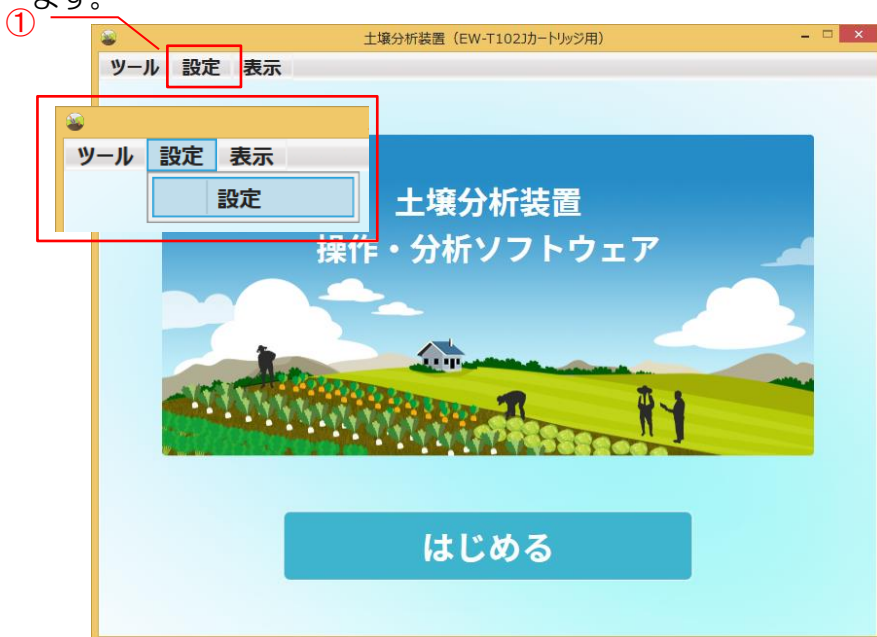 ます。
①
土壌分析装置（EW-T102Jカートリッジ用）
ツール 設定 表示
ツール 設定 表示
設定
土壌分析装置
操作・分析ソフトウェア
はじめる